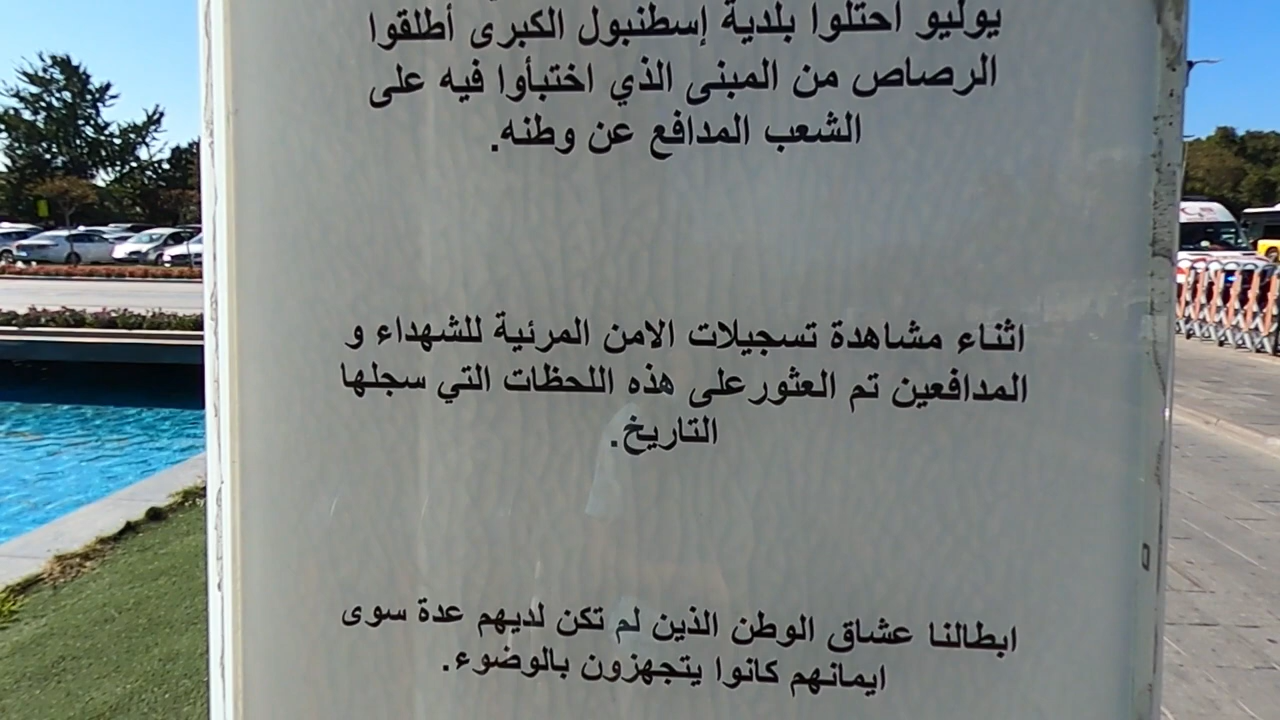 يوليو احتلوا بلدية إسطنبول الكبرى أطلقوا
الرصاص من المبنى الذي اختبأوا فيه على
الشعب المدافع عن وطنه.
اثناء مشاهدة تسجيلات الامن المرئية للشهداء و
المدافعين تم العثور على هذه اللحظات التي سجلها
التاريخ.
ابطالنا عشاق الوطن الذين لم تكن لديهم عدة سوى
ايمانهم كانوا يتجهزون بالوضوء.